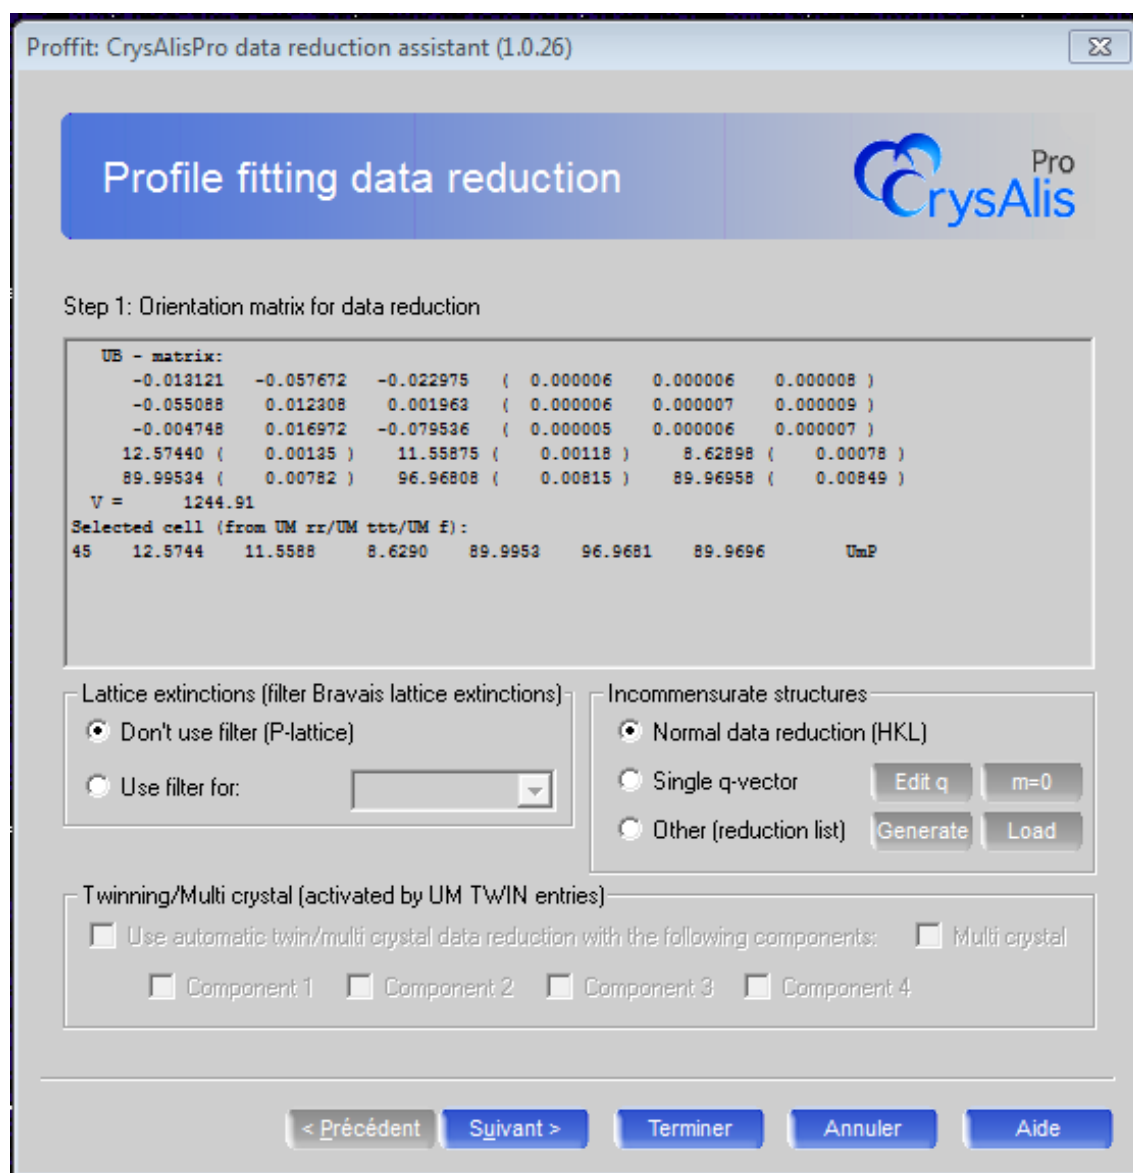 Proffit: CrysAlisPro data reduction assistant (1.0.26)
Profile fitting data reduction
CrysAlis Pro
Step 1: Orientation matrix for data reduction
UB - matrix:
-0.013121 -0.057672 -0.022975 ( 0.000006 0.000006 0.000008 )
-0.055088 0.012308 0.001963 ( 0.000006 0.000007 0.000009 )
-0.004748 0.016972 -0.079536 ( 0.000005 0.000006 0.000007 )
12.57440 ( 0.00135 ) 11.55875 ( 0.00118 ) 8.62898 ( 0.00078 )
89.99534 ( 0.00782 ) 96.96808 ( 0.00815 ) 89.96958 ( 0.00849 )
V = 1244.91
Selected cell (from UM rr/UM ttt/UM f):
45 12.5744 11.5588 8.6290 89.9953 96.9681 89.9696 UmP
Lattice extinctions (filter Bravais lattice extinctions)
Don't use filter (P-lattice)
Use filter for:
Incommensurate structures
Normal data reduction (HKL)
Single q-vector Edit q m=0
Other (reduction list) Generate Load
Twinning/Multi crystal (activated by UM TWIN entries)
Use automatic twin/multi crystal data reduction with the following components: Multi crystal
Component 1 Component 2 Component 3 Component 4
< Précédent Suivant > Terminer Annuler Aide